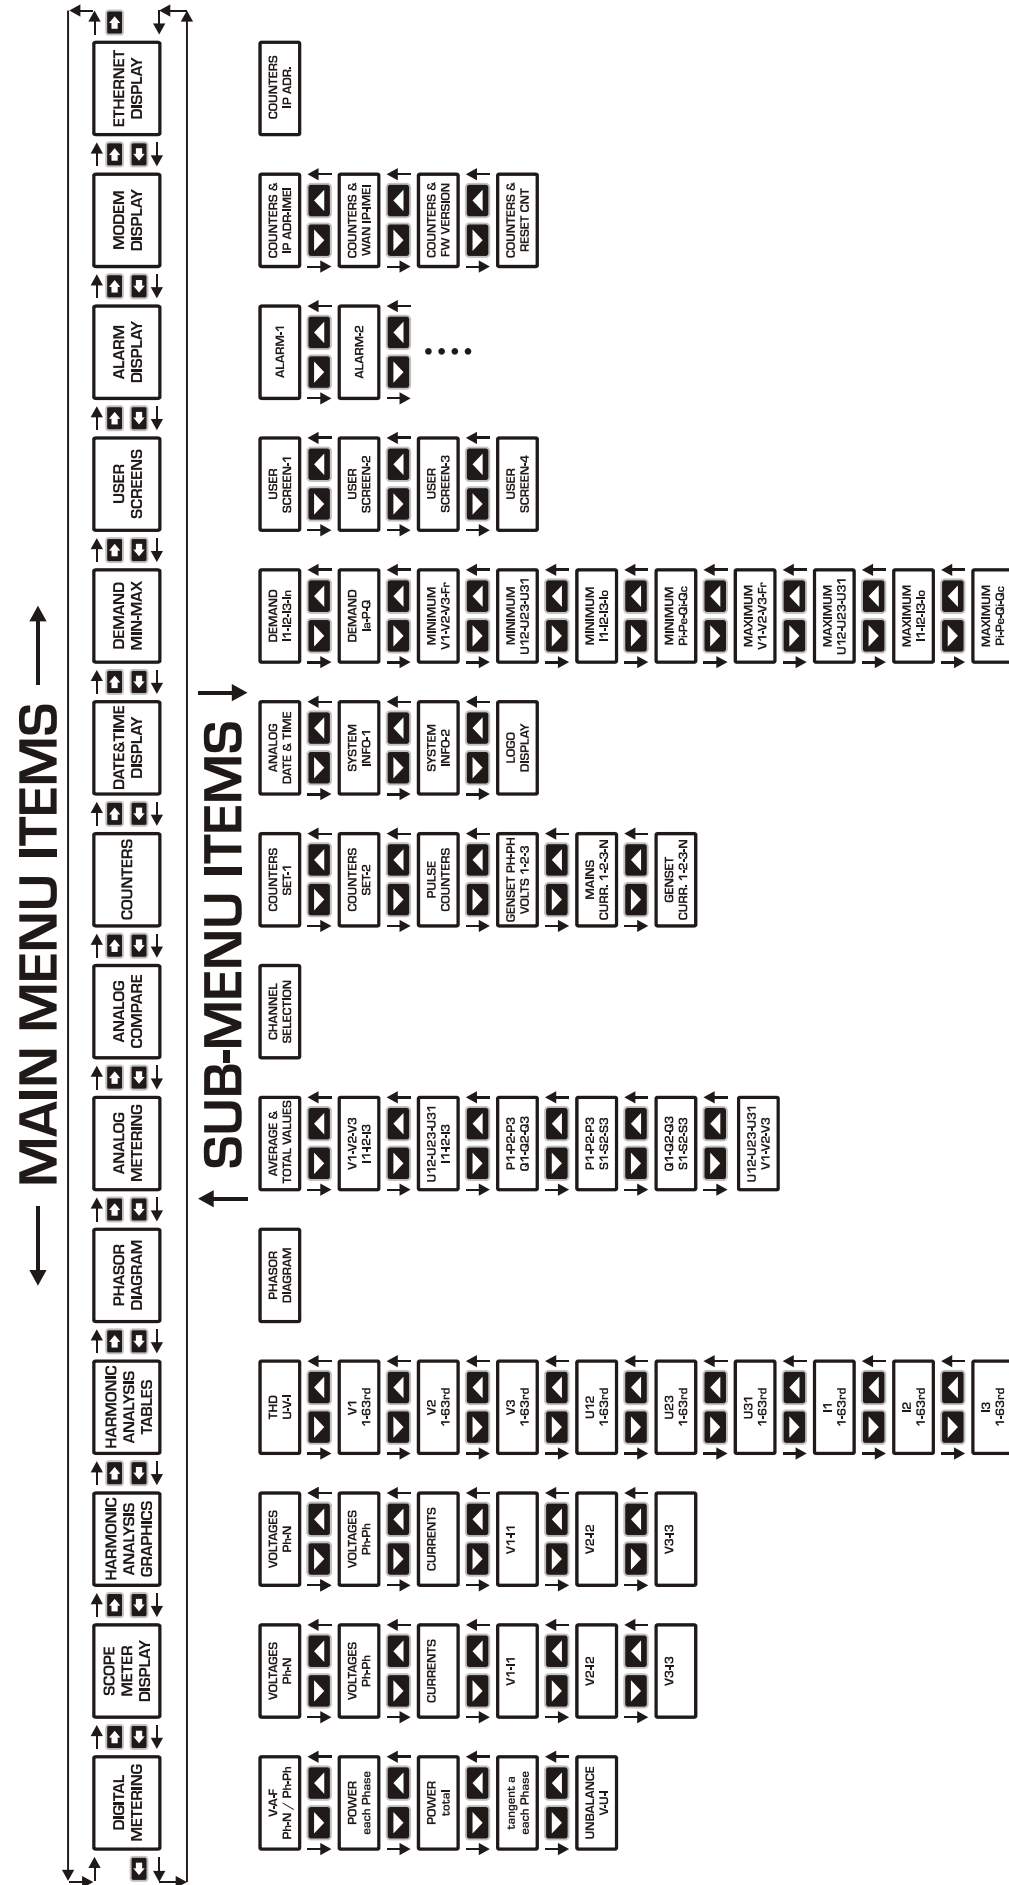 MAIN MENU ITEMS
SUB-MENU ITEMS
DIGITAL
METERING
V-A-F
Ph-N / Ph-Ph
POWER
each Phase
POWER
total
tangent a
each Phase
UNBALANCE
V-U-I
SCOPE
METER
DISPLAY
VOLTAGES
Ph-N
VOLTAGES
Ph-Ph
CURRENTS
V1-I1
V2-I2
V3-I3
HARMONIC
ANALYSIS
GRAPHICS
VOLTAGES
Ph-N
VOLTAGES
Ph-Ph
CURRENTS
V1-I1
V2-I2
V3-I3
HARMONIC
ANALYSIS
TABLES
THD
U-V-I
V1
1-63rd
V2
1-63rd
V3
1-63rd
U12
1-63rd
U23
1-63rd
U31
1-63rd
I1
1-63rd
I2
1-63rd
I3
1-63rd
PHASOR
DIAGRAM
PHASOR
DIAGRAM
ANALOG
METERING
AVERAGE &
TOTAL VALUES
V1-V2-V3
I1-I2-I3
U12-U23-U31
I1-I2-I3
P1-P2-P3
Q1-Q2-Q3
P1-P2-P3
S1-S2-S3
Q1-Q2-Q3
S1-S2-S3
U12-U23-U31
V1-V2-V3
ANALOG
COMPARE
CHANNEL
SELECTION
COUNTERS
COUNTERS
SET-1
COUNTERS
SET-2
PULSE
COUNTERS
GENSET PH-PH
VOLTS 1-2-3
MAINS
CURR. 1-2-3-N
GENSET
CURR. 1-2-3-N
DATE&TIME
DISPLAY
ANALOG
DATE & TIME
SYSTEM
INFO-1
SYSTEM
INFO-2
LOGO
DISPLAY
DEMAND
MIN-MAX
DEMAND
I1-I2-I3-In
DEMAND
Ia-P-Q
MINIMUM
V1-V2-V3-Fr
MINIMUM
U12-U23-U31
MINIMUM
I1-I2-I3-Io
MINIMUM
Pi-Pe-Qi-Qc
MAXIMUM
V1-V2-V3-Fr
MAXIMUM
U12-U23-U31
MAXIMUM
I1-I2-I3-Io
MAXIMUM
Pi-Pe-Qi-Qc
USER
SCREENS
USER
SCREEN-1
USER
SCREEN-2
USER
SCREEN-3
USER
SCREEN-4
ALARM
DISPLAY
ALARM-1
ALARM-2
....
MODEM
DISPLAY
COUNTERS &
IP ADR-IMEI
COUNTERS &
WAN IP-IMEI
COUNTERS &
FW VERSION
COUNTERS &
RESET CNT
ETHERNET
DISPLAY
COUNTERS
IP ADR.